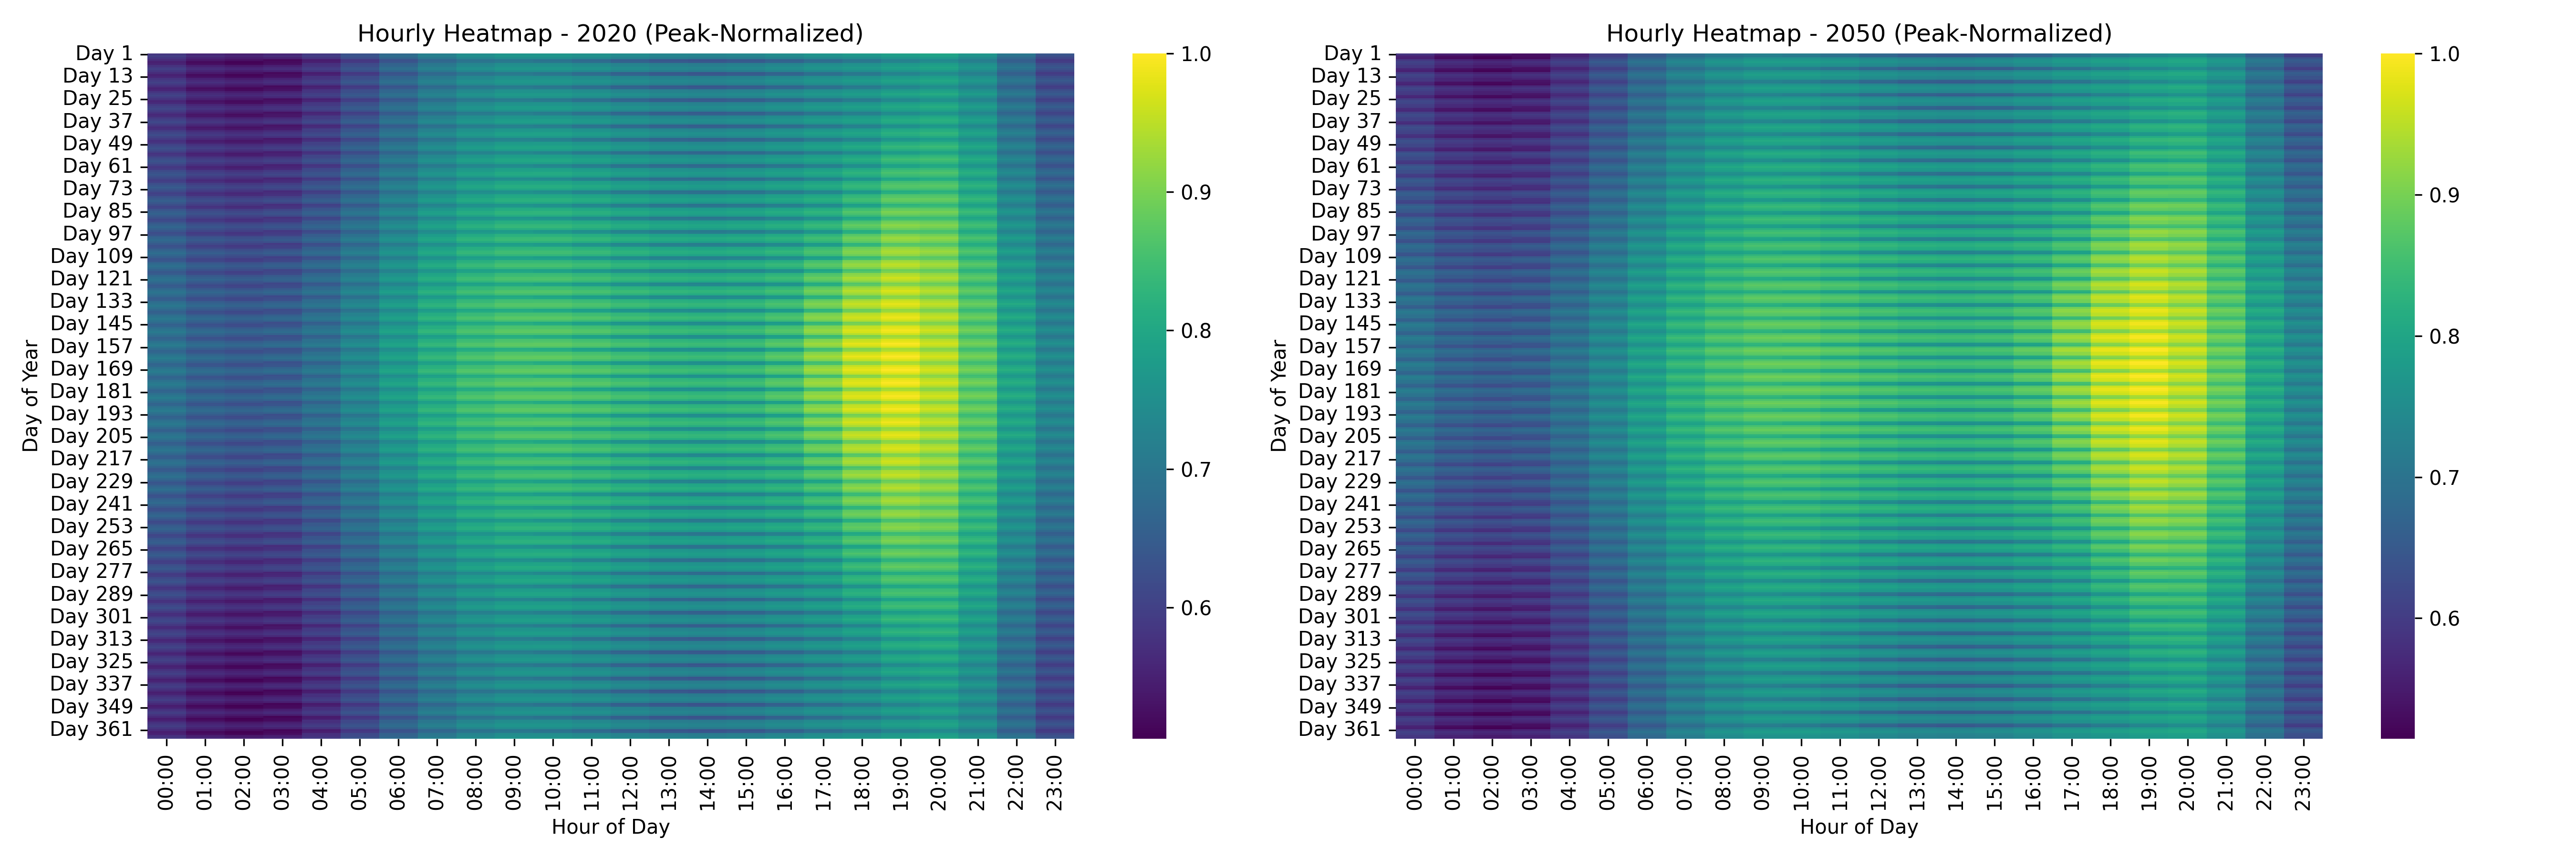 Hourly Heatmap - 2020 (Peak-Normalized)
Day of Year
Day 1
Day 13
Day 25
Day 37
Day 49
Day 61
Day 73
Day 85
Day 97
Day 109
Day 121
Day 133
Day 145
Day 157
Day 169
Day 181
Day 193
Day 205
Day 217
Day 229
Day 241
Day 253
Day 265
Day 277
Day 289
Day 301
Day 313
Day 325
Day 337
Day 349
Day 361
00:00 01:00 02:00 03:00 04:00 05:00 06:00 07:00 08:00 09:00 10:00 11:00 12:00 13:00 14:00 15:00 16:00 17:00 18:00 19:00 20:00 21:00 22:00 23:00
Hour of Day
1.0
0.9
0.8
0.7
0.6
Hourly Heatmap - 2050 (Peak-Normalized)
Day of Year
Day 1
Day 13
Day 25
Day 37
Day 49
Day 61
Day 73
Day 85
Day 97
Day 109
Day 121
Day 133
Day 145
Day 157
Day 169
Day 181
Day 193
Day 205
Day 217
Day 229
Day 241
Day 253
Day 265
Day 277
Day 289
Day 301
Day 313
Day 325
Day 337
Day 349
Day 361
00:00 01:00 02:00 03:00 04:00 05:00 06:00 07:00 08:00 09:00 10:00 11:00 12:00 13:00 14:00 15:00 16:00 17:00 18:00 19:00 20:00 21:00 22:00 23:00
Hour of Day
1.0
0.9
0.8
0.7
0.6